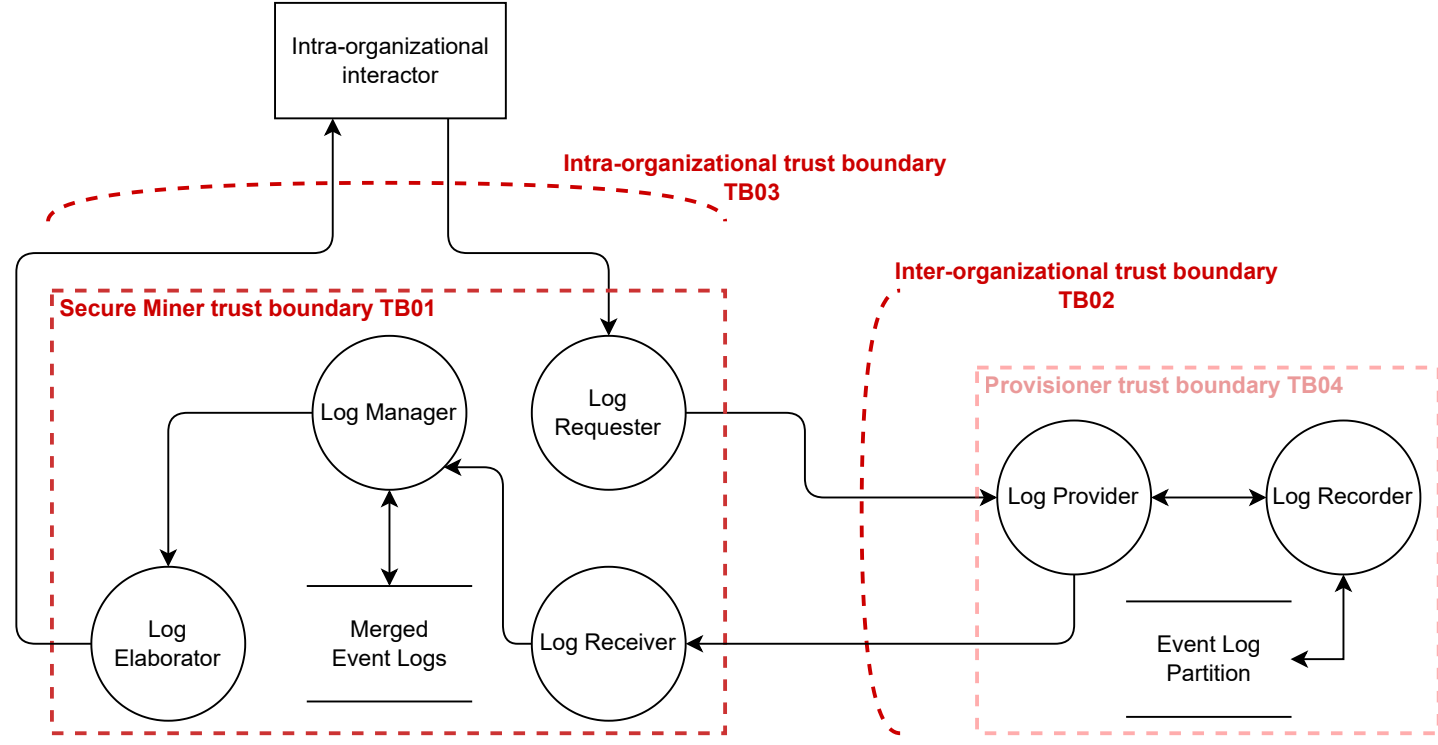 Intra-organizational
interactor
Intra-organizational trust boundary
TB03
Inter-organizational trust boundary
TB02
Secure Miner trust boundary TB01
Provisioner trust boundary TB04
Log Manager
Log
Requester
Log Provider
Log Recorder
Log
Elaborator
Merged
Event Logs
Log Receiver
Event Log
Partition